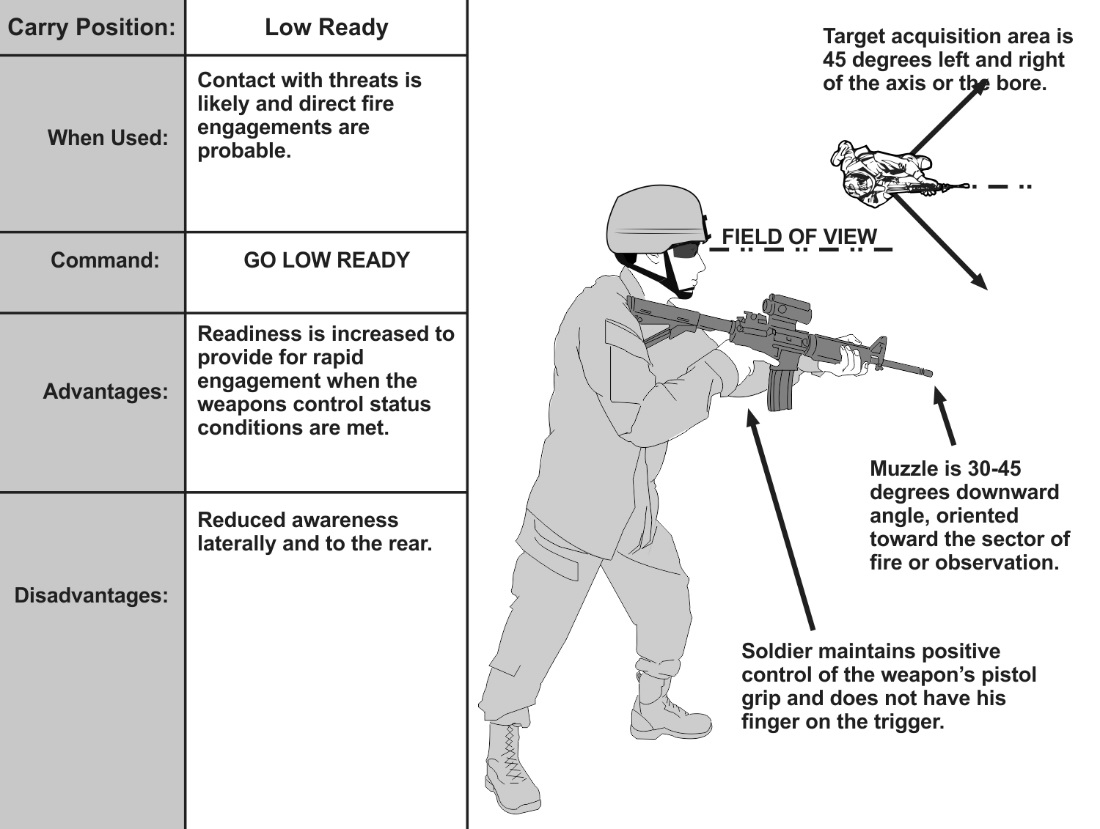 Carry Position:
Low Ready
When Used:
Contact with threats is
likely and direct fire
engagements are
probable.
Command:
GO LOW READY
Advantages:
Readiness is increased to
provide for rapid
engagement when the
weapons control status
conditions are met.
Disadvantages:
Reduced awareness
laterally and to the rear.
Target acquisition area is
45 degrees left and right
of the axis or the bore.
FIELD OF VIEW
Muzzle is 30-45
degrees downward
angle, oriented
toward the sector of
fire or observation.
Soldier maintains positive
control of the weapon’s pistol
grip and does not have his
finger on the trigger.